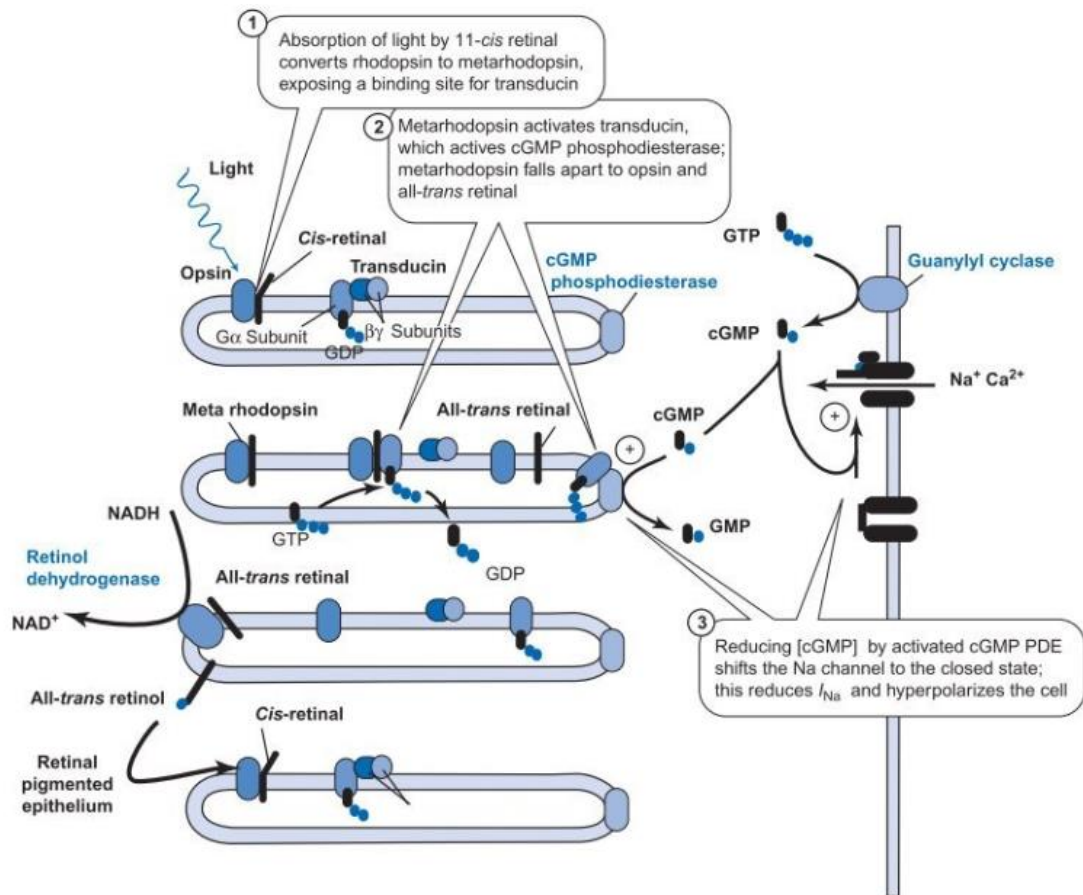 1
Absorption of light by 11-cis retinal
converts rhodopsin to metarhodopsin,
exposing a binding site for transducin
2
Metarhodopsin activates transducin,
which actives cGMP phosphodiesterase;
metarhodopsin falls apart to opsin and
all-trans retinal
Light
Cis-retinal
Opsin
Transducin
cGMP
phosphodiesterase
GTP
Guanylyl cyclase
Gα Subunit
βγ Subunits
GDP
cGMP
Na⁺ Ca²⁺
+
Meta rhodopsin
All-trans retinal
cGMP
+
GTP
GDP
GMP
NADH
Retinol
dehydrogenase
NAD⁺
All-trans retinal
3
Reducing [cGMP] by activated cGMP PDE
shifts the Na channel to the closed state;
this reduces INa and hyperpolarizes the cell
All-trans retinol
Cis-retinal
Retinal
pigmented
epithelium